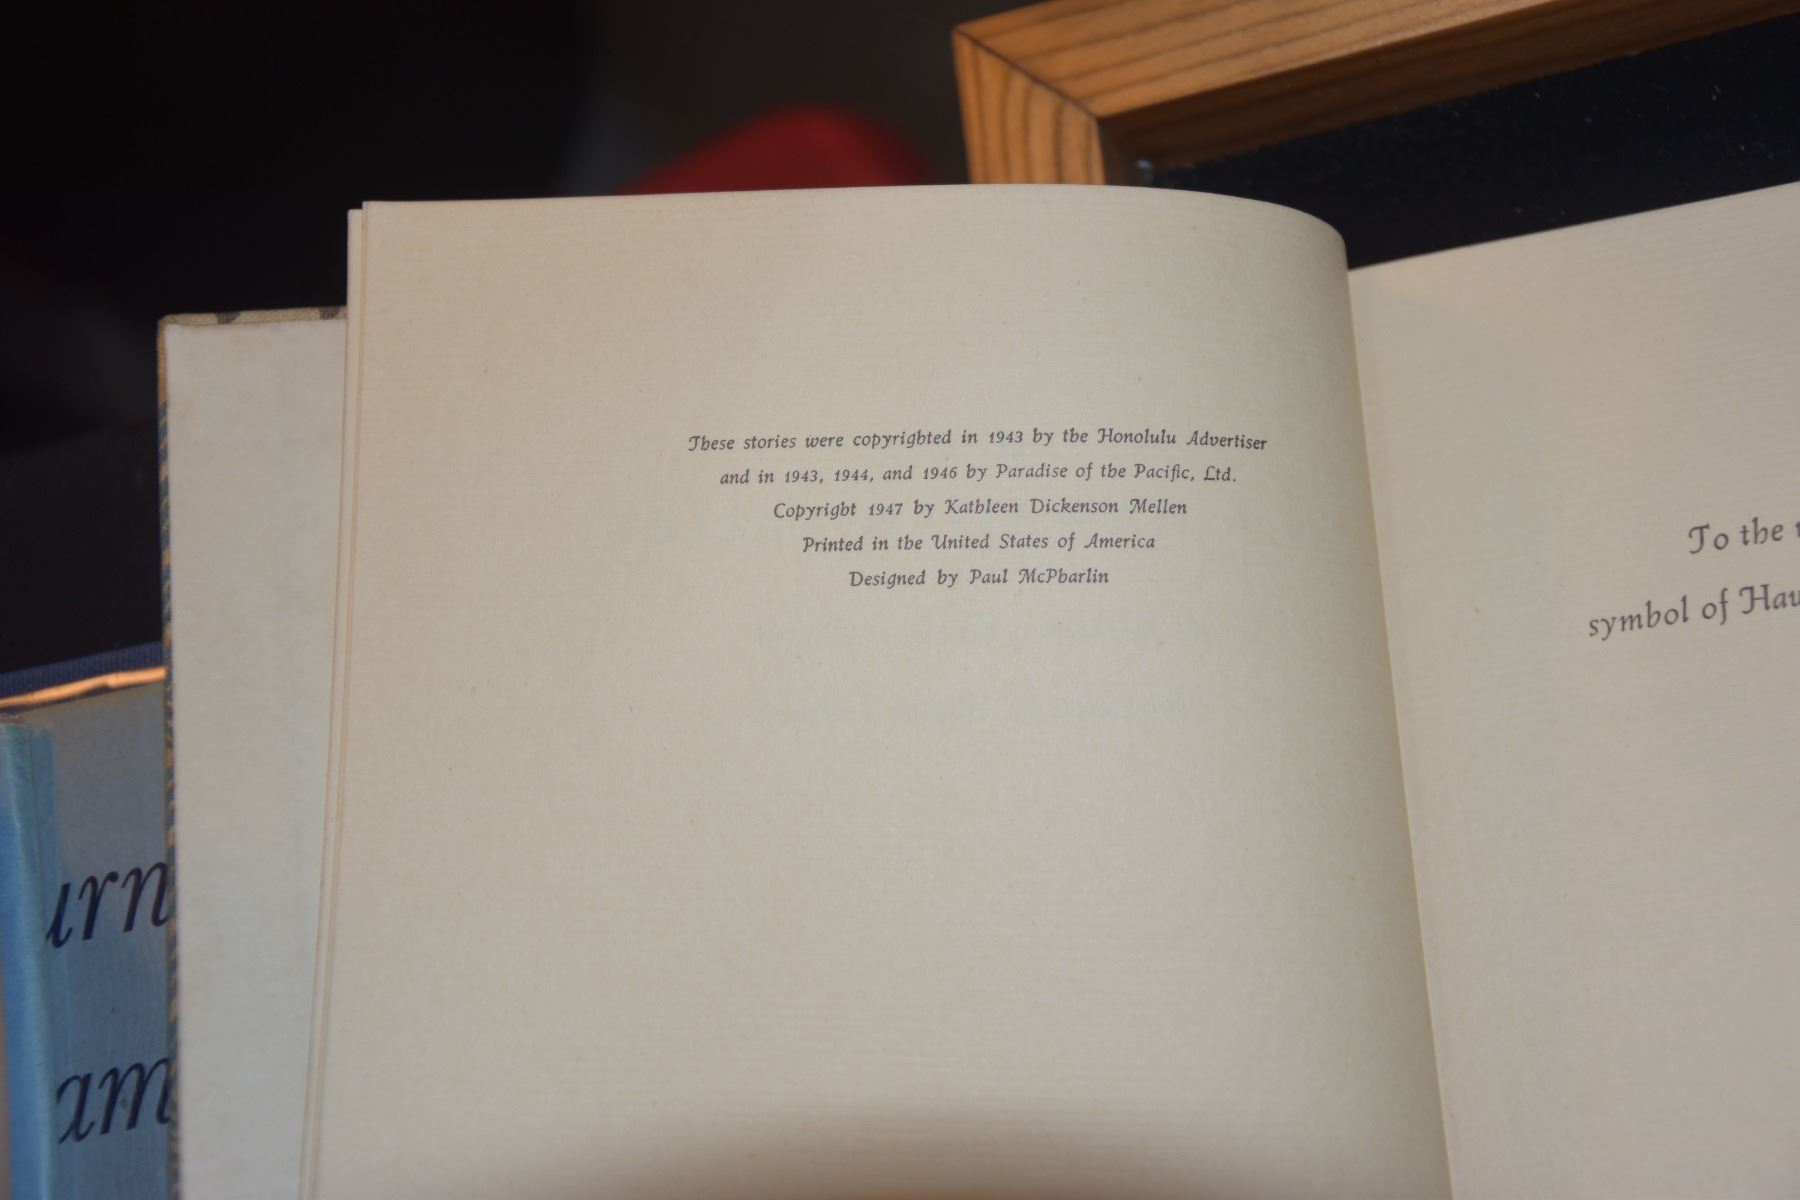 These stories were copyrighted in 1943 by the Honolulu Advertiser
and in 1943, 1944, and 1946 by Paradise of the Pacific, Ltd.
Copyright 1947 by Kathleen Dickenson Mellen
Printed in the United States of America
Designed by Paul McPharlin
To the
symbol of
urn
am